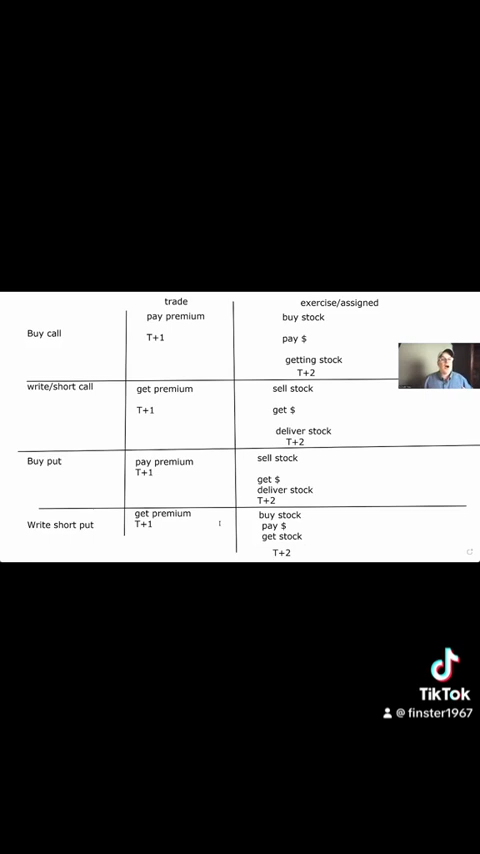 trade
exercise/assigned
Buy call
pay premium
T+1
buy stock
pay $
getting stock
T+2
write/short call
get premium
T+1
sell stock
get $
deliver stock
T+2
Buy put
pay premium
T+1
sell stock
get $
deliver stock
T+2
Write short put
get premium
T+1
buy stock
pay $
get stock
T+2
TikTok
@ finster1967